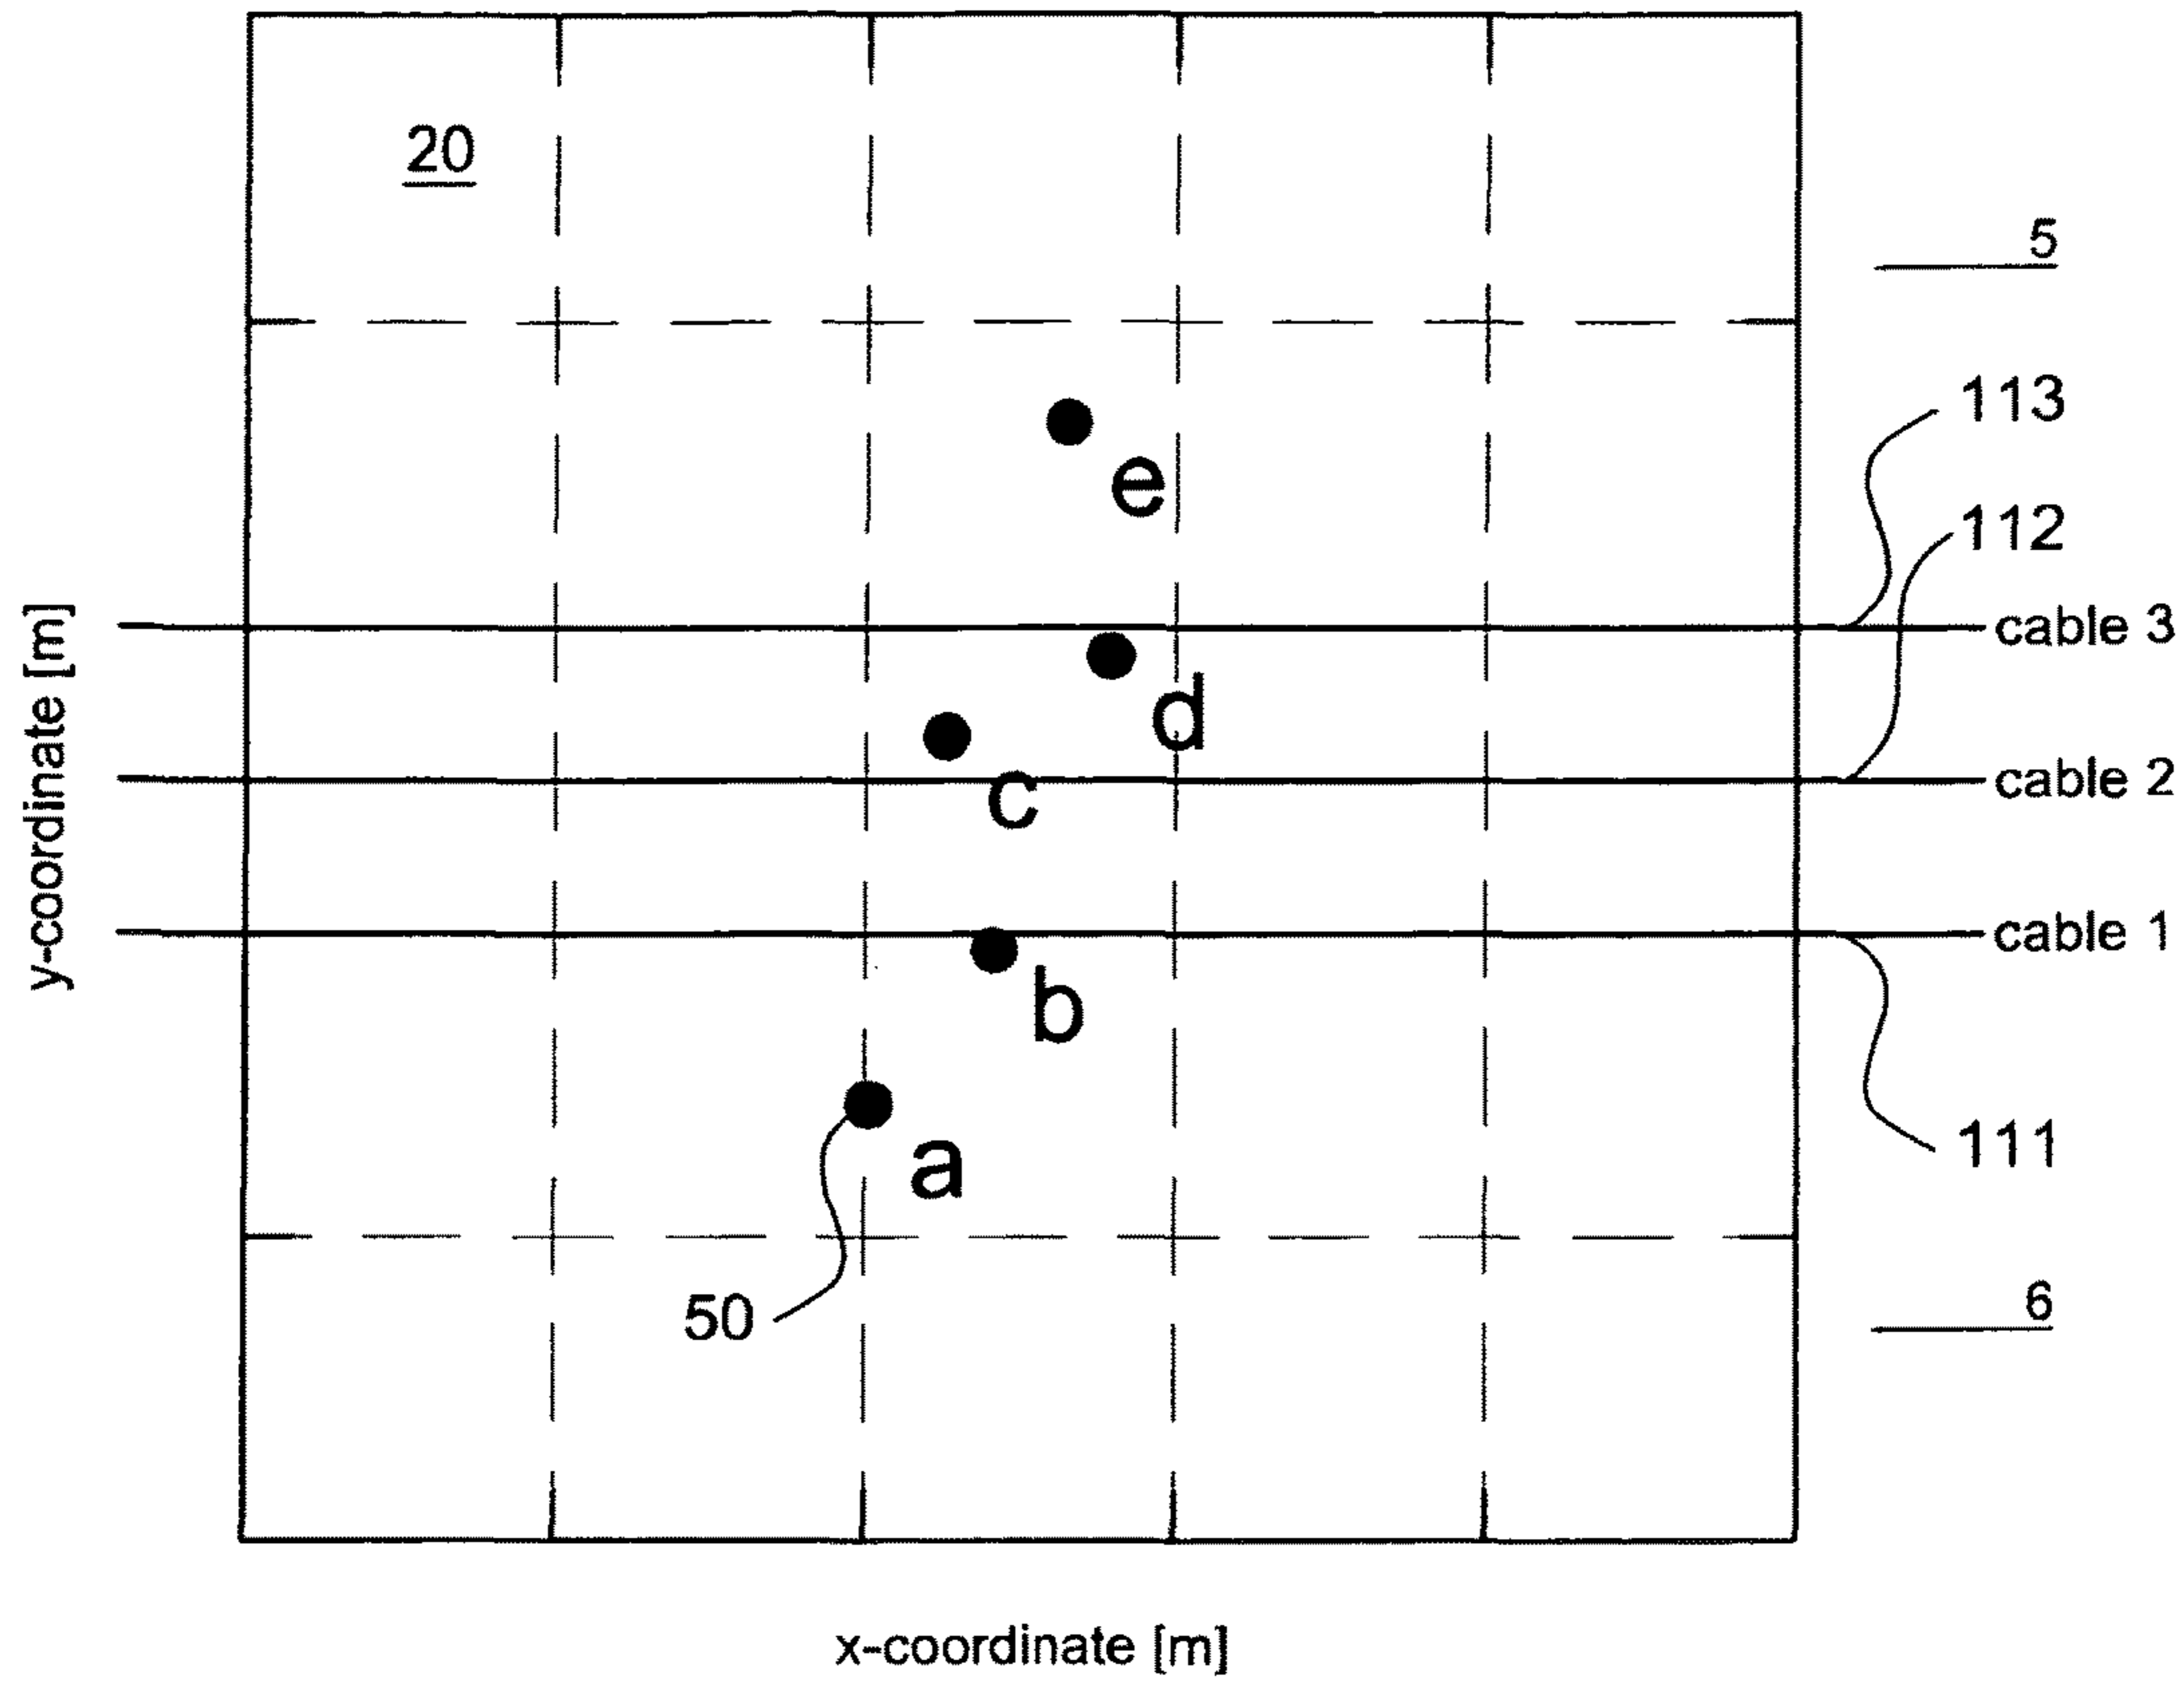 20
5
113
e
112
cable 3
d
c
cable 2
y-coordinate [m]
cable 1
b
a
111
50
6
x-coordinate [m]